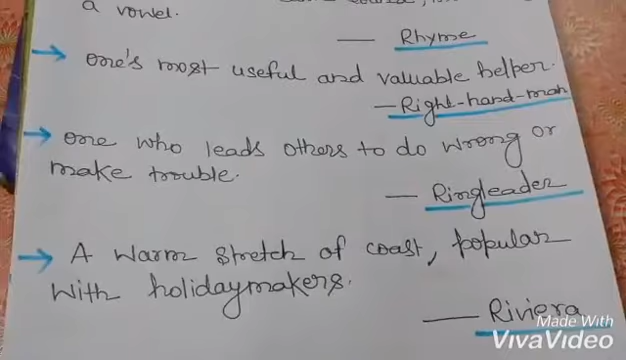 a vowel.
— Rhyme
→ one's most useful and valuable helper.
— Right-hand-man
→ one who leads others to do wrong or
make trouble.
— Ringleader
→ A warm stretch of coast, popular
with holidaymakers.
— Riviera
Made With
VivaVideo